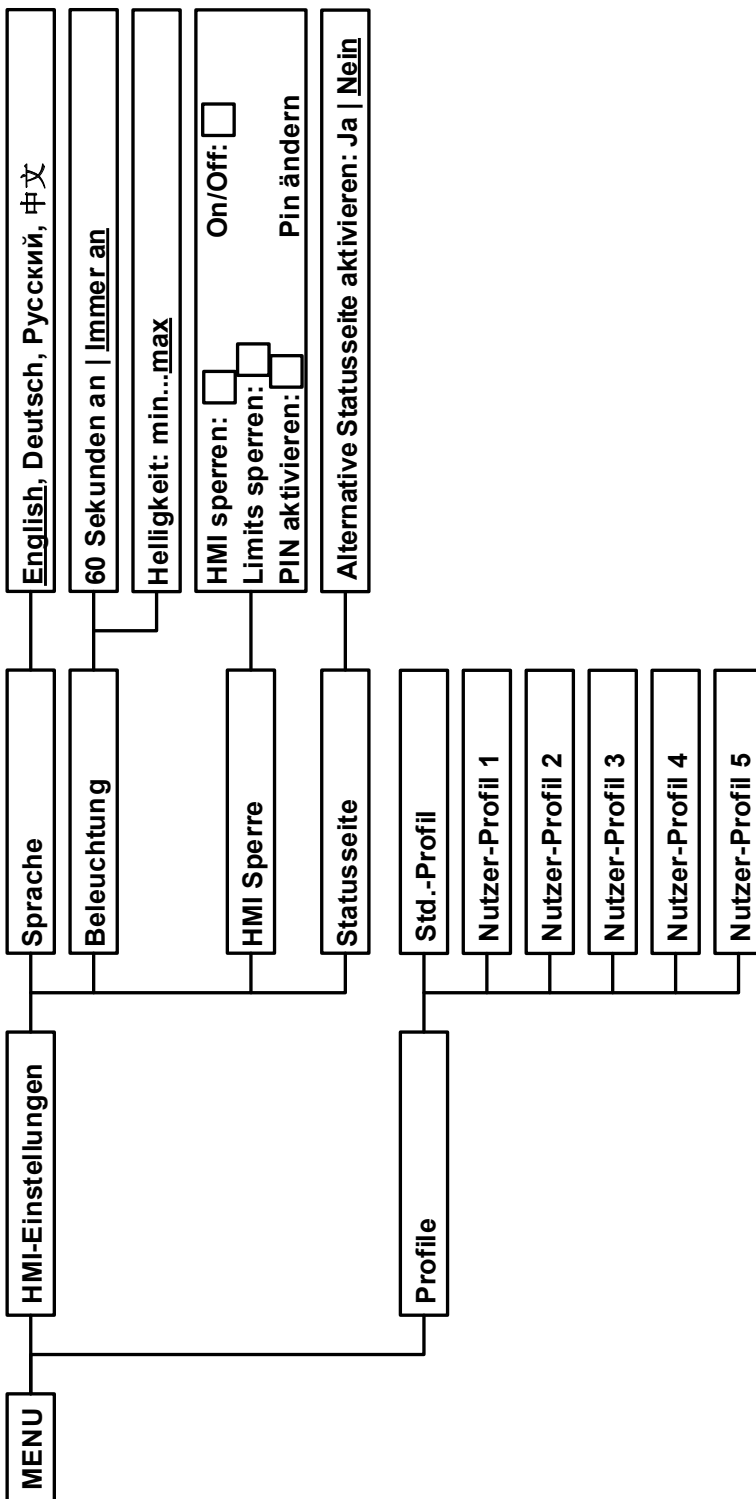 MENU
HMI-Einstellungen
Sprache
English, Deutsch, Русский, 中文
Beleuchtung
60 Sekunden an | Immer an
Helligkeit: min...max
HMI Sperre
HMI sperren: On/Off:
Limits sperren:
PIN aktivieren: Pin ändern
Statusseite
Alternative Statusseite aktivieren: Ja | Nein
Profile
Std.-Profil
Nutzer-Profil 1
Nutzer-Profil 2
Nutzer-Profil 3
Nutzer-Profil 4
Nutzer-Profil 5